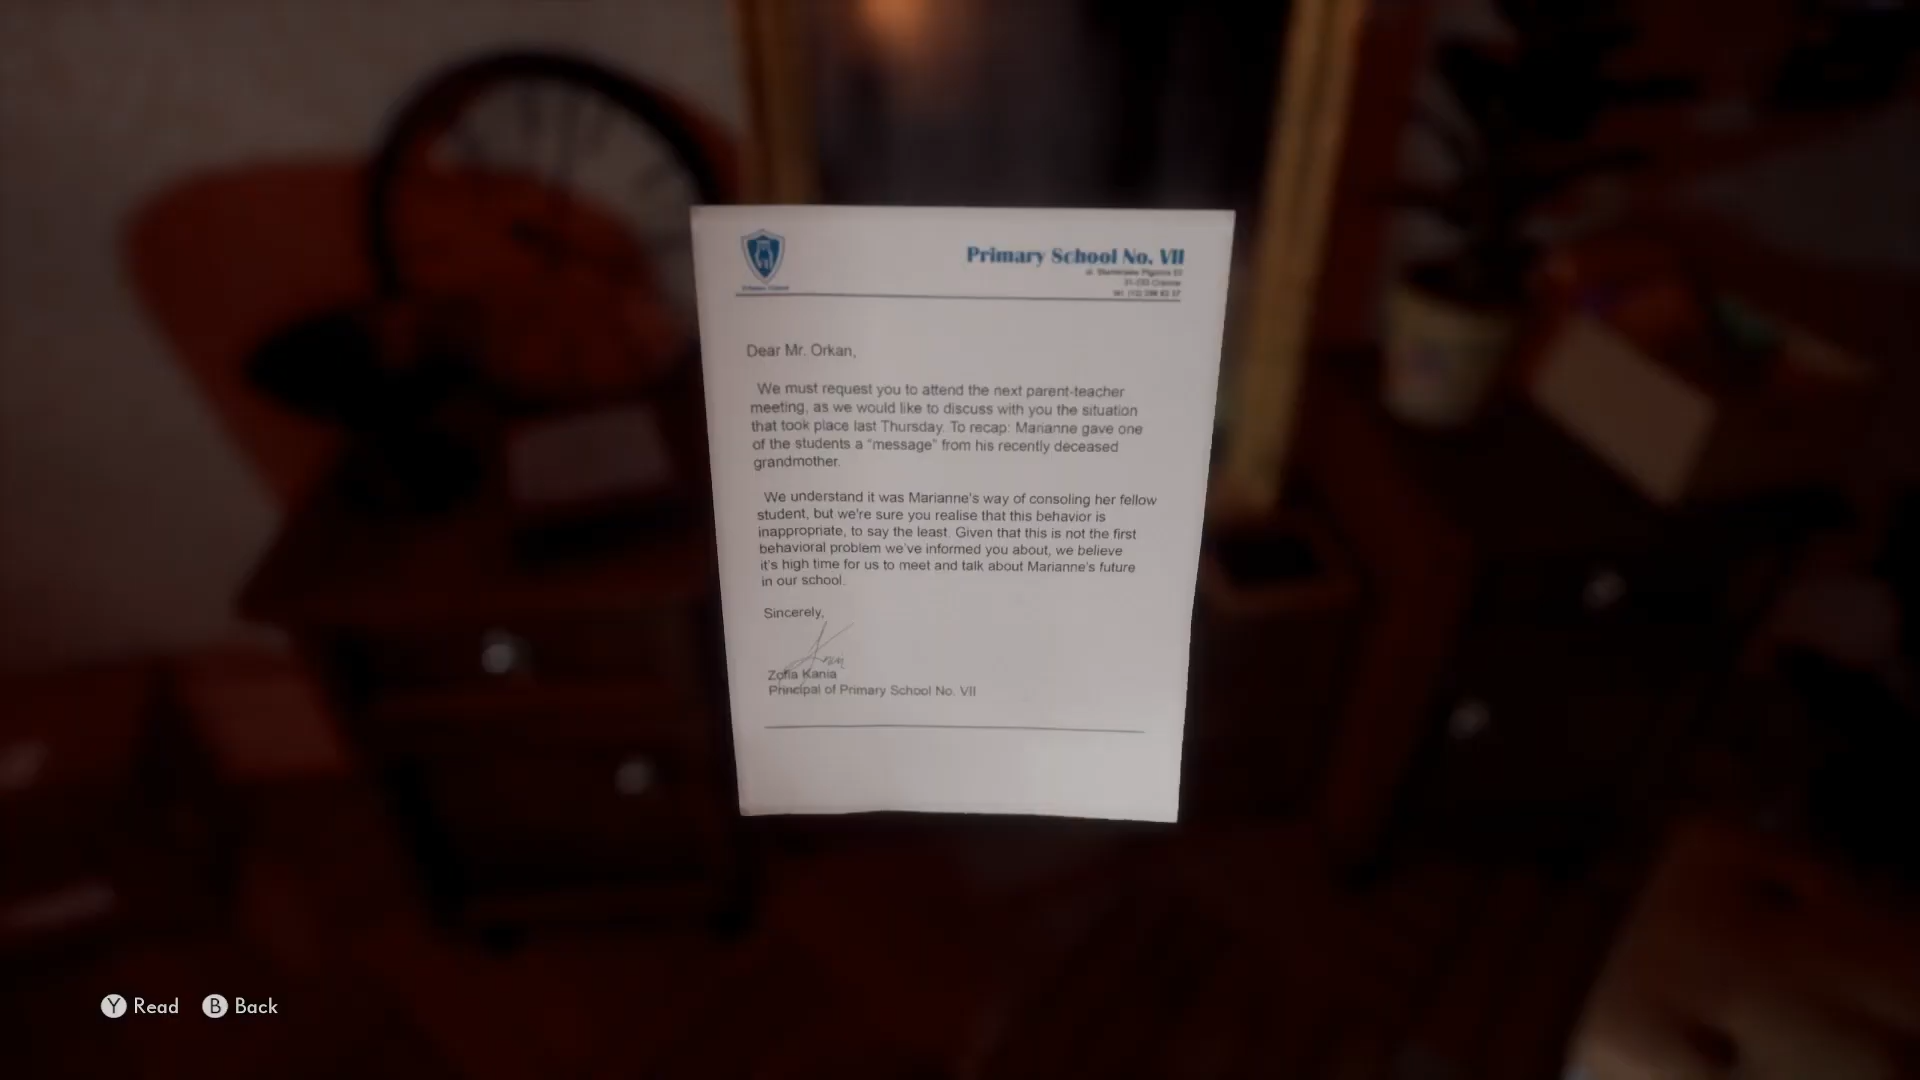 Primary School No. VII
Dear Mr. Orkan,
We must request you to attend the next parent-teacher
meeting, as we would like to discuss with you the situation
that took place last Thursday. To recap: Marianne gave one
of the students a "message" from his recently deceased
grandmother.
We understand it was Marianne's way of consoling her fellow
student, but we're sure you realise that this behavior is
inappropriate, to say the least. Given that this is not the first
behavioral problem we've informed you about, we believe
it's high time for us to meet and talk about Marianne's future
in our school.
Sincerely,
Zofia Kania
Principal of Primary School No. VII
Y Read B Back